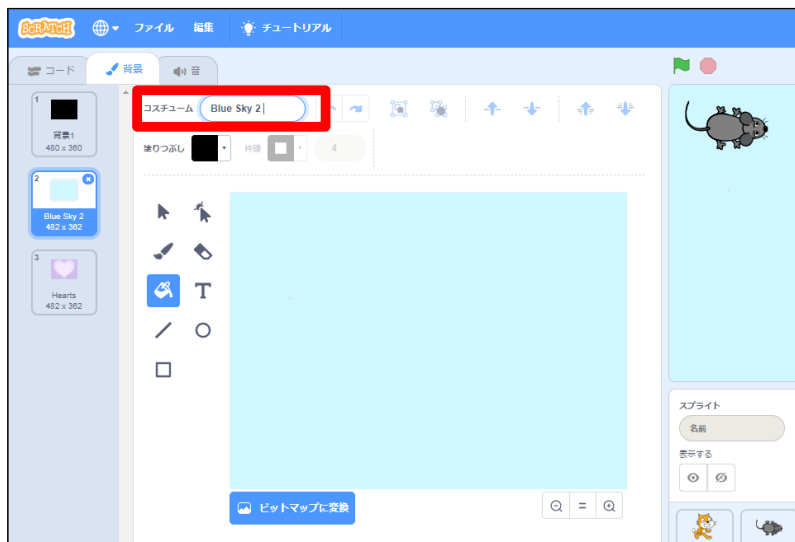 SCRATCH
ファイル 編集 チュートリアル
コード 背景 音
1
背景1
480 x 360
2
Blue Sky 2
482 x 362
3
Hearts
482 x 362
コスチューム Blue Sky 2
塗りつぶし 枠線 4
T
ビットマップに変換
スプライト
名前
表示する